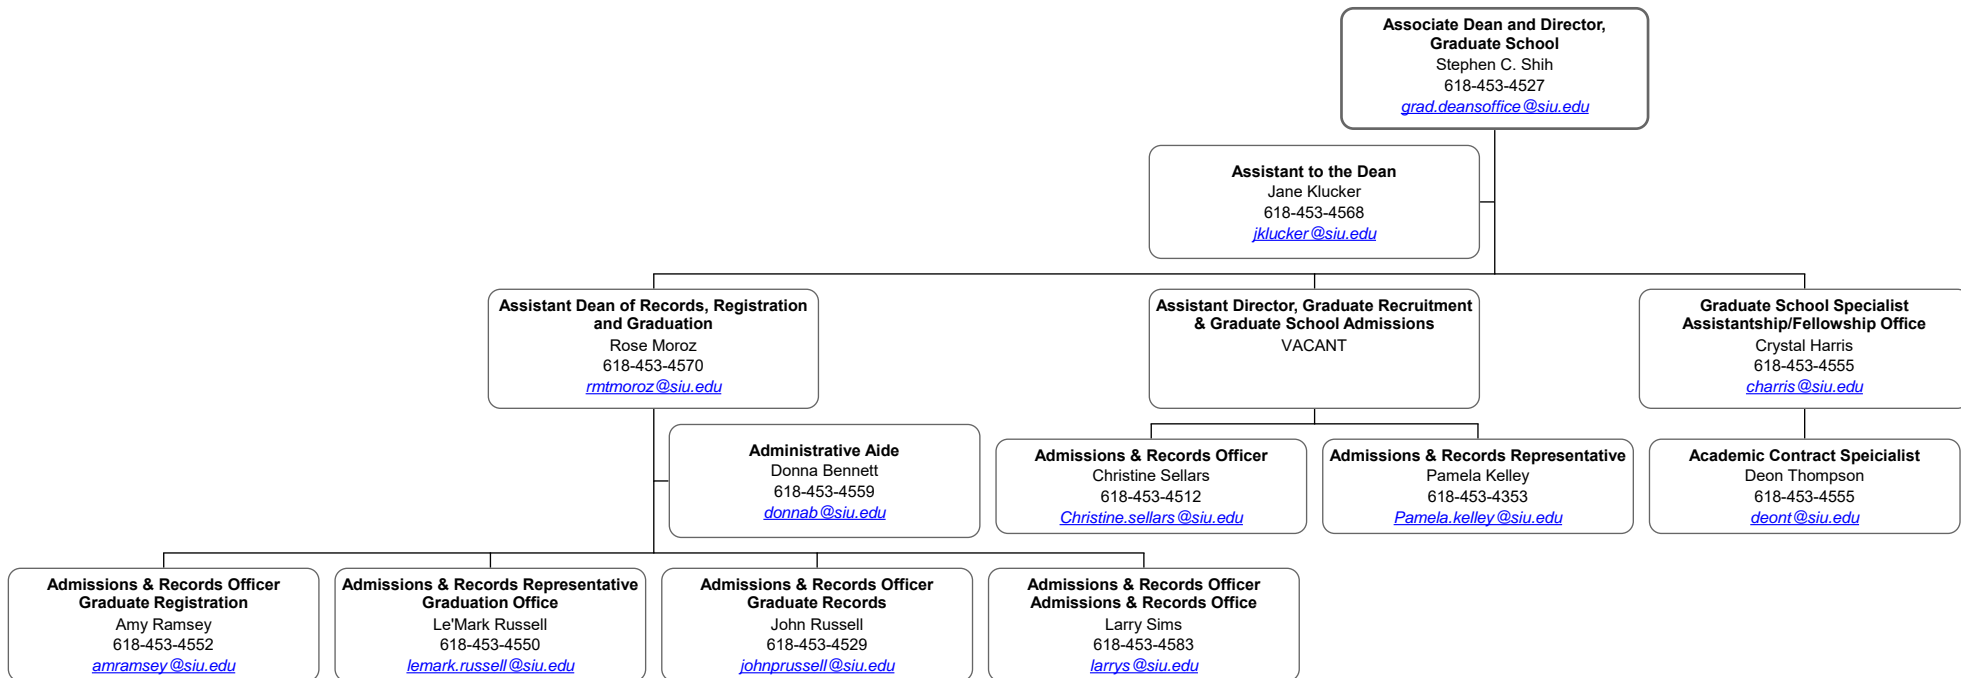 Associate Dean and Director,
Graduate School
Stephen C. Shih
618-453-4527
grad.deansoffice@siu.edu
Assistant to the Dean
Jane Klucker
618-453-4568
jklucker@siu.edu
Assistant Dean of Records, Registration
and Graduation
Rose Moroz
618-453-4570
rmtmoroz@siu.edu
Assistant Director, Graduate Recruitment
& Graduate School Admissions
VACANT
Graduate School Specialist
Assistantship/Fellowship Office
Crystal Harris
618-453-4555
charris@siu.edu
Administrative Aide
Donna Bennett
618-453-4559
donnab@siu.edu
Admissions & Records Officer
Christine Sellars
618-453-4512
Christine.sellars@siu.edu
Admissions & Records Representative
Pamela Kelley
618-453-4353
Pamela.kelley@siu.edu
Academic Contract Speicialist
Deon Thompson
618-453-4555
deont@siu.edu
Admissions & Records Officer
Graduate Registration
Amy Ramsey
618-453-4552
amramsey@siu.edu
Admissions & Records Representative
Graduation Office
Le'Mark Russell
618-453-4550
lemark.russell@siu.edu
Admissions & Records Officer
Graduate Records
John Russell
618-453-4529
johnprussell@siu.edu
Admissions & Records Officer
Admissions & Records Office
Larry Sims
618-453-4583
larrys@siu.edu